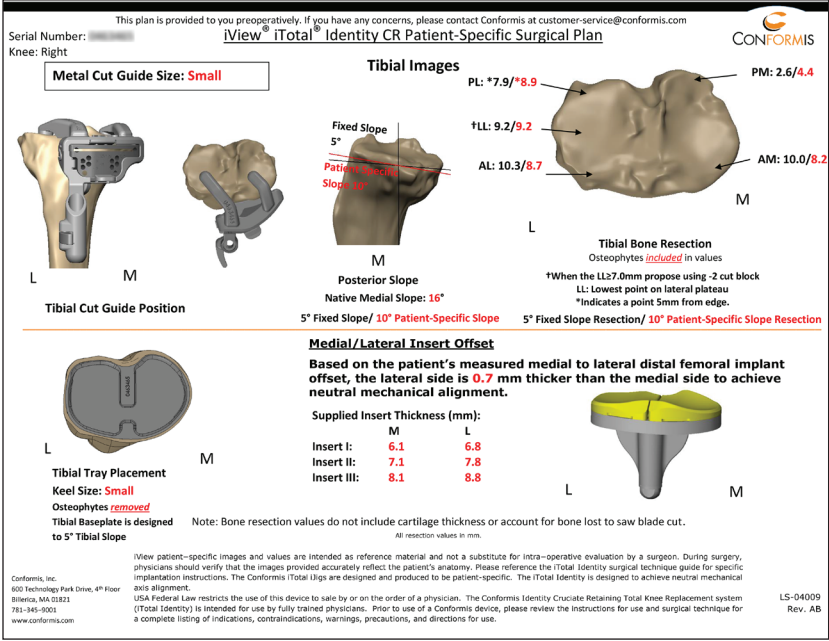 This plan is provided to you preoperatively. If you have any concerns, please contact Conformis at customer-service@conformis.com
Serial Number:
iView® iTotal® Identity CR Patient-Specific Surgical Plan
CONFORMIS
Knee: Right
Metal Cut Guide Size: Small
Tibial Images
PL: *7.9/*8.9
PM: 2.6/4.4
†LL: 9.2/9.2
AL: 10.3/8.7
AM: 10.0/8.2
M
L
Fixed Slope
5°
Patient-Specific
Slope 10°
M
L
M
Tibial Cut Guide Position
Posterior Slope
Native Medial Slope: 16°
5° Fixed Slope/ 10° Patient-Specific Slope
Tibial Bone Resection
Osteophytes included in values
†When the LL≥7.0mm propose using -2 cut block
LL: Lowest point on lateral plateau
*Indicates a point 5mm from edge.
5° Fixed Slope Resection/ 10° Patient-Specific Slope Resection
L
M
Tibial Tray Placement
Keel Size: Small
Osteophytes removed
Tibial Baseplate is designed
to 5° Tibial Slope
Medial/Lateral Insert Offset
Based on the patient's measured medial to lateral distal femoral implant
offset, the lateral side is 0.7 mm thicker than the medial side to achieve
neutral mechanical alignment.
Supplied Insert Thickness (mm):
M L
Insert I: 6.1 6.8
Insert II: 7.1 7.8
Insert III: 8.1 8.8
L
M
Note: Bone resection values do not include cartilage thickness or account for bone lost to saw blade cut.
All resection values in mm.
iView patient-specific images and values are intended as reference material and not a substitute for intra-operative evaluation by a surgeon. During surgery,
physicians should verify that the images provided accurately reflect the patient's anatomy. Please reference the iTotal Identity surgical technique guide for specific
implantation instructions. The Conformis iTotal iJigs are designed and produced to be patient-specific. The iTotal Identity is designed to achieve neutral mechanical
axis alignment.
USA Federal Law restricts the use of this device to sale by or on the order of a physician. The Conformis Identity Cruciate Retaining Total Knee Replacement system
(iTotal Identity) is intended for use by fully trained physicians. Prior to use of a Conformis device, please review the instructions for use and surgical technique for
a complete listing of indications, contraindications, warnings, precautions, and directions for use.
Conformis, Inc.
600 Technology Park Drive, 4th Floor
Billerica, MA 01821
781-345-9001
www.conformis.com
LS-04009
Rev. AB